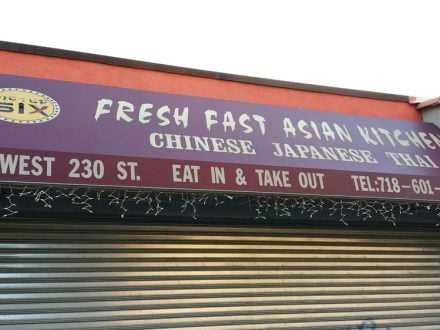 SIX
FRESH FAST ASIAN KITCHEN
CHINESE JAPANESE THAI
WEST 230 ST. EAT IN & TAKE OUT TEL:718-601-